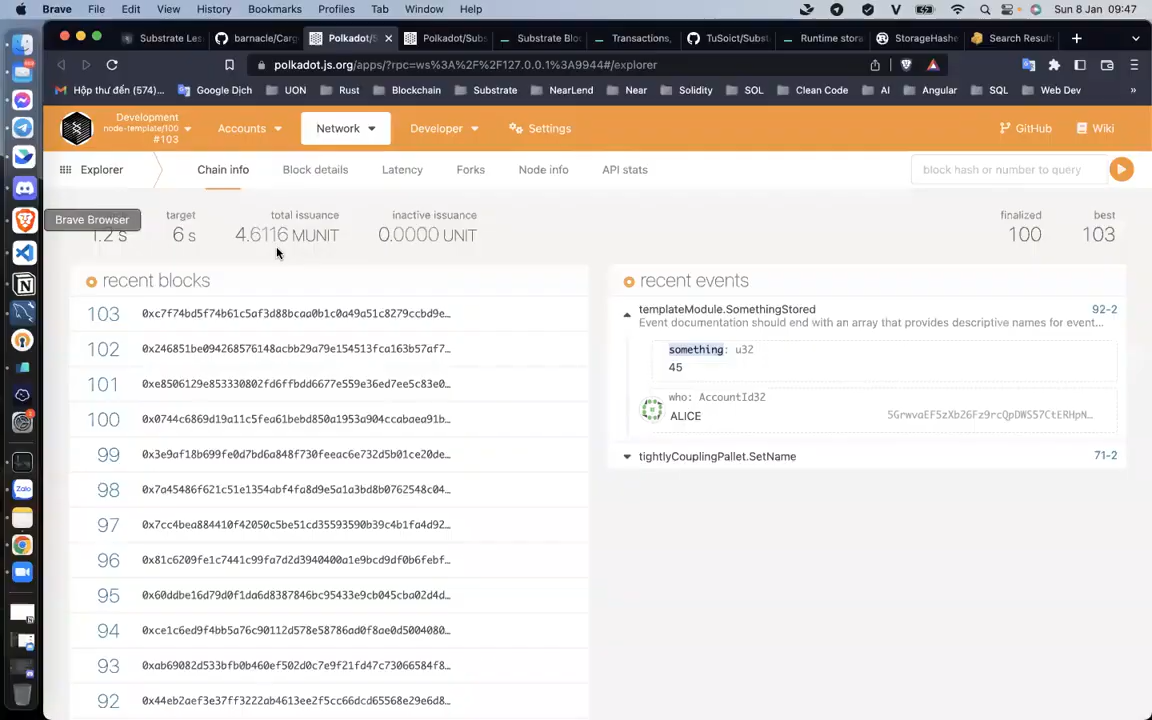 Brave File Edit View History Bookmarks Profiles Tab Window Help Sun 8 Jan 09:47
Substrate Les barnacle/Carg Polkadot/S Polkadot/Subs Substrate Bloc Transactions, TuSoict/Subst Runtime stora StorageHashe Search Result
polkadot.js.org/apps/?rpc=ws%3A%2F%2F127.0.0.1%3A9944#/explorer
Hộp thư đến (574)... Google Dịch UON Rust Blockchain Substrate NearLend Near Solidity SOL Clean Code AI Angular SQL Web Dev »
Development
node-template/100
#103
Accounts Network Developer Settings GitHub Wiki
Explorer Chain info Block details Latency Forks Node info API stats block hash or number to query
Brave Browser
target total issuance inactive issuance finalized best
1.2 s 6 s 4.6116 MUNIT 0.0000 UNIT 100 103
recent blocks
103 0xc7f74bd5f74b61c5af3d88bcaa0b1c0a49a51c8279ccbd9e…
102 0x246851be094268576148acbb29a79e154513fca163b57af7…
101 0xe8506129e853330802fd6ffbdd6677e559e36ed7ee5c83e0…
100 0x0744c6869d19a11c5fea61bebd850a1953a904ccabaea91b…
99 0x3e9af18b699fe0d7bd6a848f730feeac6e732d5b01ce20de…
98 0x7a45486f621c51e1354abf4fa8d9e5a1a3bd8b0762548c04…
97 0x7cc4bea884410f42050c5be51cd35593590b39c4b1fa4d92…
96 0x81c6209fe1c7441c99fa7d2d3940400a1e9bcd9df0b6febf…
95 0x60ddbe16d79d0f1da6d8387846bc95433e9cb045cba02d4d…
94 0xce1c6ed9f4bb5a76c90112d578e58786ad0f8ae0d5004080…
93 0xab69082d533bfb0b460ef502d0c7e9f21fd47c73066584f8…
92 0x44eb2aef3e37ff3222ab4613ee2f5cc66dcd65568e29e6d8…
recent events
templateModule.SomethingStored 92-2
Event documentation should end with an array that provides descriptive names for event…
something: u32
45
who: AccountId32
ALICE 5GrwvaEF5zXb26Fz9rcQpDWS57CtERHpN…
tightlyCouplingPallet.SetName 71-2